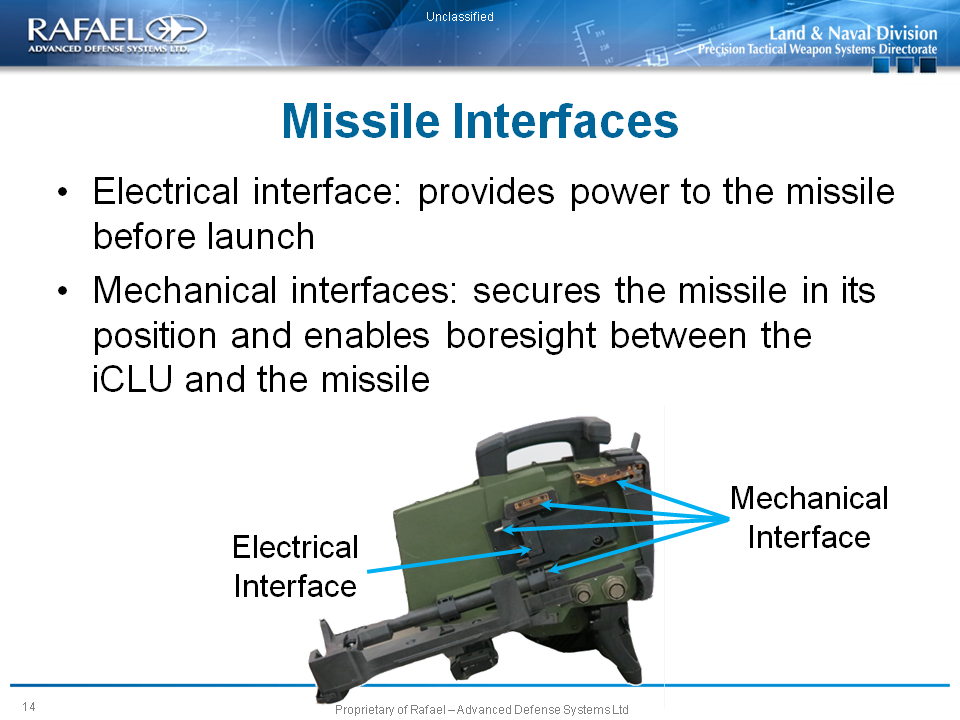 Unclassified
RAFAEL
ADVANCED DEFENSE SYSTEMS LTD.
Land & Naval Division
Precision Tactical Weapon Systems Directorate
Missile Interfaces
• Electrical interface: provides power to the missile
before launch
• Mechanical interfaces: secures the missile in its
position and enables boresight between the
iCLU and the missile
Mechanical
Interface
Electrical
Interface
14
Proprietary of Rafael – Advanced Defense Systems Ltd